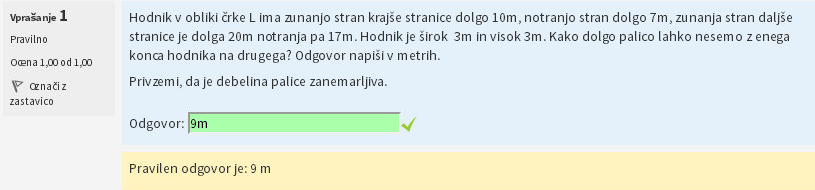 Vprašanje 1
Pravilno
Ocena 1,00 od 1,00
Označi z
zastavico
Hodnik v obliki črke L ima zunanjo stran krajše stranice dolgo 10m, notranjo stran dolgo 7m, zunanja stran daljše
stranice je dolga 20m notranja pa 17m. Hodnik je širok 3m in visok 3m. Kako dolgo palico lahko nesemo z enega
konca hodnika na drugega? Odgovor napiši v metrih.
Privzemi, da je debelina palice zanemarljiva.
Odgovor: 9m
Pravilen odgovor je: 9 m